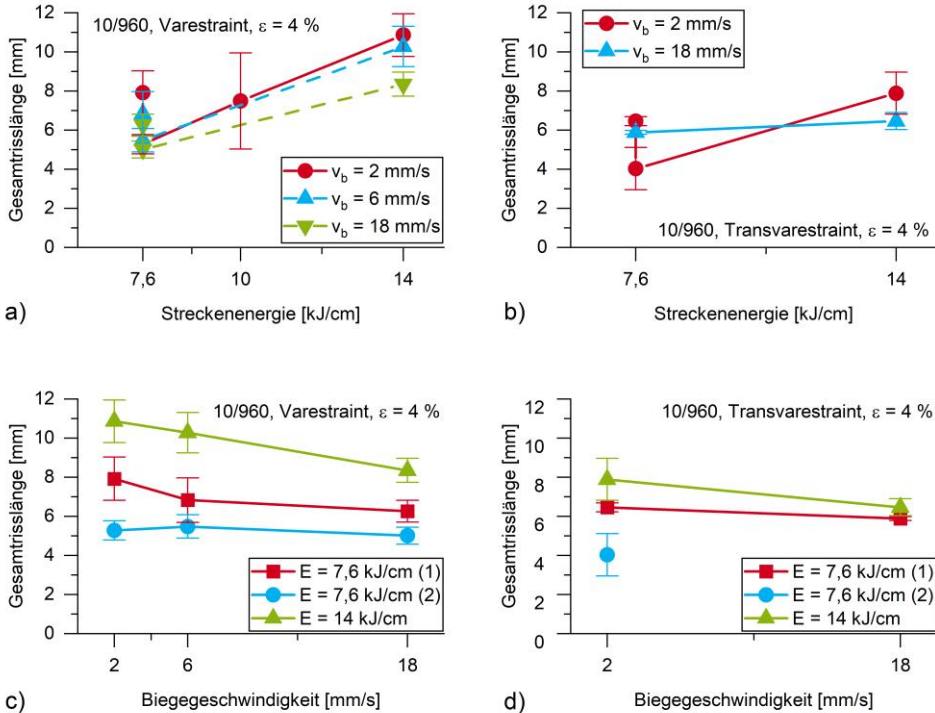 Gesamtrisslänge [mm]
12
10
8
6
4
2
0
10/960, Varestraint, ε = 4 %
v_b = 2 mm/s
v_b = 6 mm/s
v_b = 18 mm/s
7,6
10
14
a)
Streckenenergie [kJ/cm]
Gesamtrisslänge [mm]
12
10
8
6
4
2
0
v_b = 2 mm/s
v_b = 18 mm/s
10/960, Transvarestraint, ε = 4 %
7,6
14
b)
Streckenenergie [kJ/cm]
Gesamtrisslänge [mm]
12
10
8
6
4
2
0
10/960, Varestraint, ε = 4 %
E = 7,6 kJ/cm (1)
E = 7,6 kJ/cm (2)
E = 14 kJ/cm
2
6
18
c)
Biegegeschwindigkeit [mm/s]
Gesamtrisslänge [mm]
12
10
8
6
4
2
0
10/960, Transvarestraint, ε = 4 %
E = 7,6 kJ/cm (1)
E = 7,6 kJ/cm (2)
E = 14 kJ/cm
2
18
d)
Biegegeschwindigkeit [mm/s]